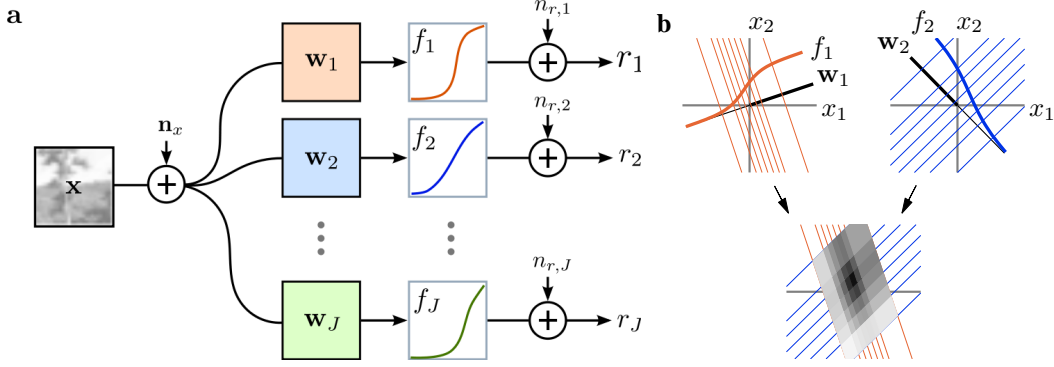 a
x
n_x
+
w_1
f_1
n_{r,1}
+
r_1
w_2
f_2
n_{r,2}
+
r_2
w_J
f_J
n_{r,J}
+
r_J
b
x_2
f_1
w_1
x_1
f_2
x_2
w_2
x_1